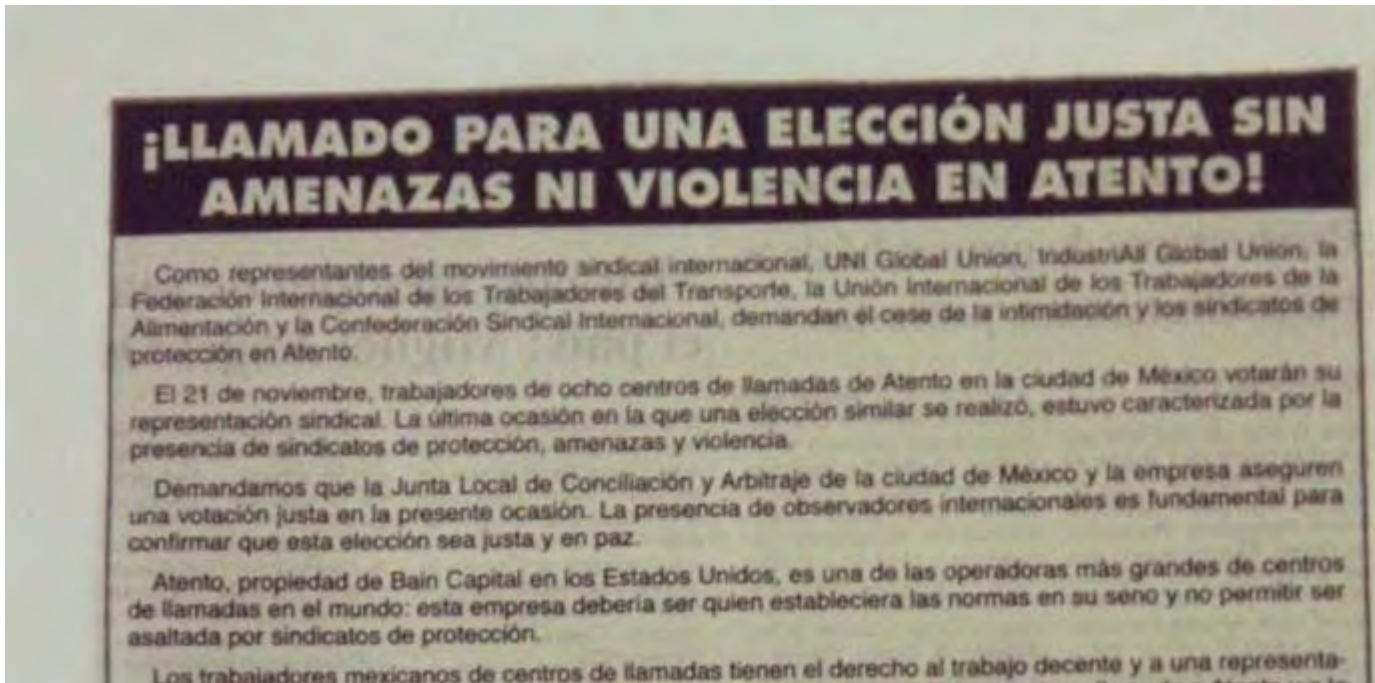 ¡LLAMADO PARA UNA ELECCIÓN JUSTA SIN
AMENAZAS NI VIOLENCIA EN ATENTO!
Como representantes del movimiento sindical internacional, UNI Global Union, IndustriAll Global Union, la
Federación Internacional de los Trabajadores del Transporte, la Unión Internacional de los Trabajadores de la
Alimentación y la Confederación Sindical Internacional, demandan el cese de la intimidación y los sindicatos de
protección en Atento.
El 21 de noviembre, trabajadores de ocho centros de llamadas de Atento en la ciudad de México votarán su
representación sindical. La última ocasión en la que una elección similar se realizó, estuvo caracterizada por la
presencia de sindicatos de protección, amenazas y violencia.
Demandamos que la Junta Local de Conciliación y Arbitraje de la ciudad de México y la empresa aseguren
una votación justa en la presente ocasión. La presencia de observadores internacionales es fundamental para
confirmar que esta elección sea justa y en paz.
Atento, propiedad de Bain Capital en los Estados Unidos, es una de las operadoras más grandes de centros
de llamadas en el mundo: esta empresa debería ser quien estableciera las normas en su seno y no permitir ser
asaltada por sindicatos de protección.
Los trabajadores mexicanos de centros de llamadas tienen el derecho al trabajo decente y a una representa-